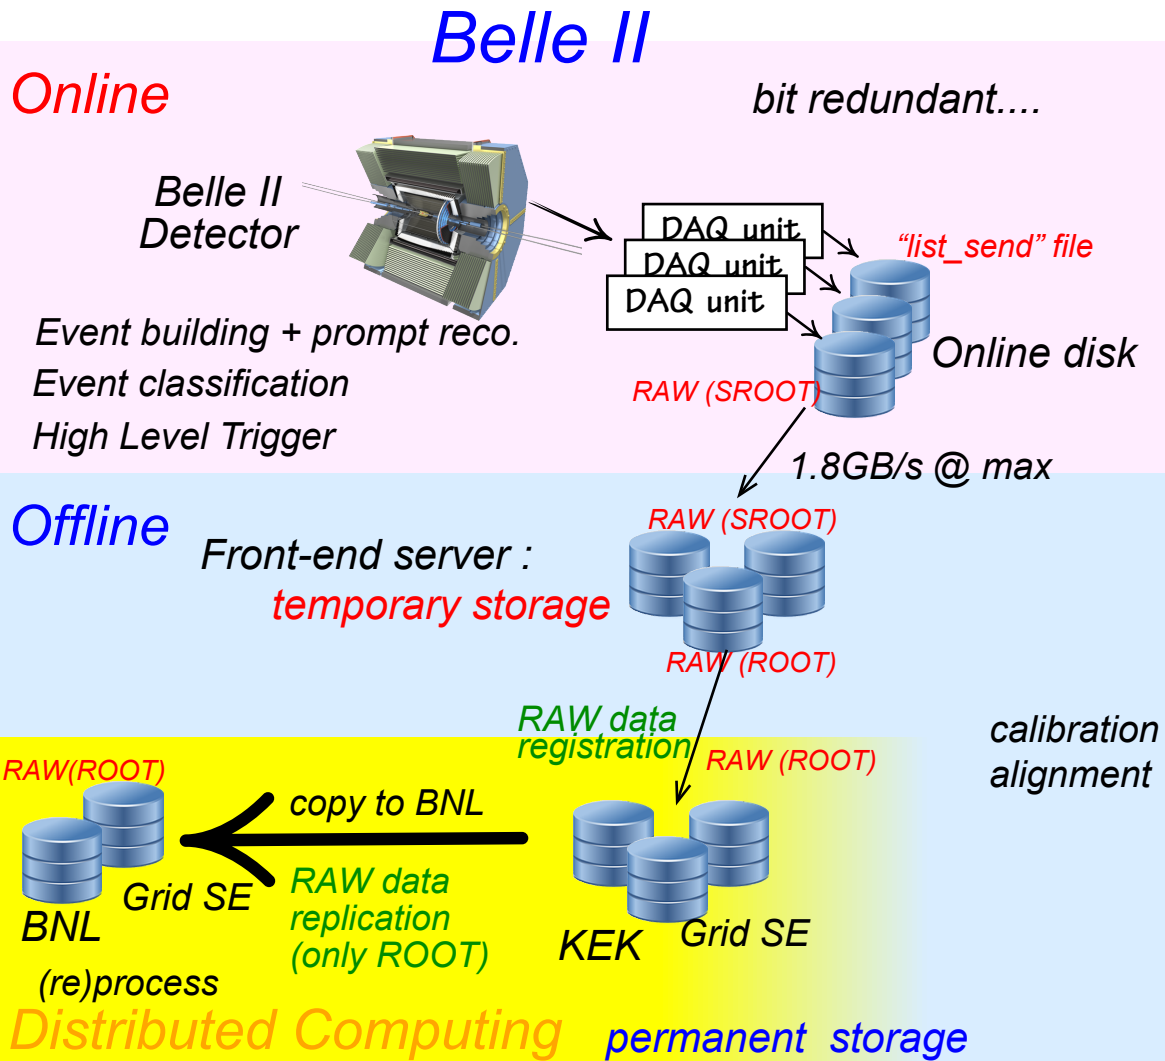 Belle II
Online
bit redundant....
Belle II
Detector
DAQ unit
DAQ unit
DAQ unit
“list_send” file
Event building + prompt reco.
Event classification
High Level Trigger
Online disk
RAW (SROOT)
1.8GB/s @ max
Offline
RAW (SROOT)
Front-end server :
temporary storage
RAW (ROOT)
RAW data
registration
RAW (ROOT)
calibration
alignment
RAW(ROOT)
copy to BNL
RAW data
replication
(only ROOT)
Grid SE
BNL
KEK
Grid SE
(re)process
Distributed Computing
permanent storage